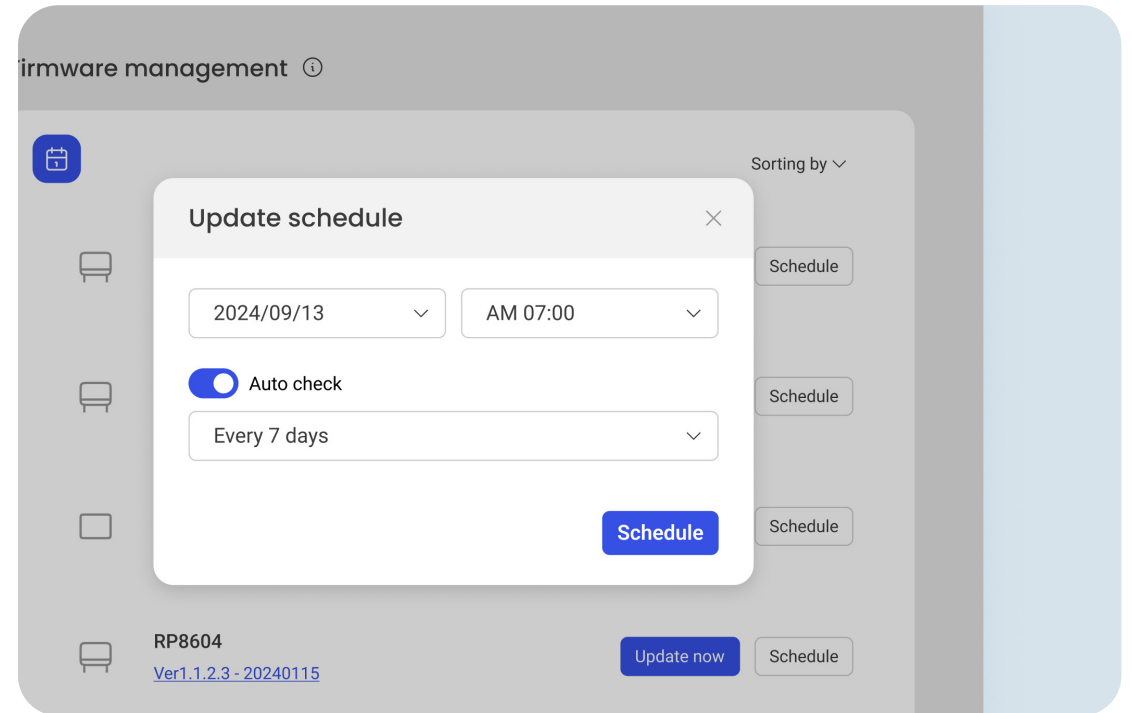 irmware management
Sorting by
Update schedule
Schedule
2024/09/13 AM 07:00
Auto check
Schedule
Every 7 days
Schedule
Schedule
RP8604
Update now Schedule
Ver1.1.2.3 - 20240115